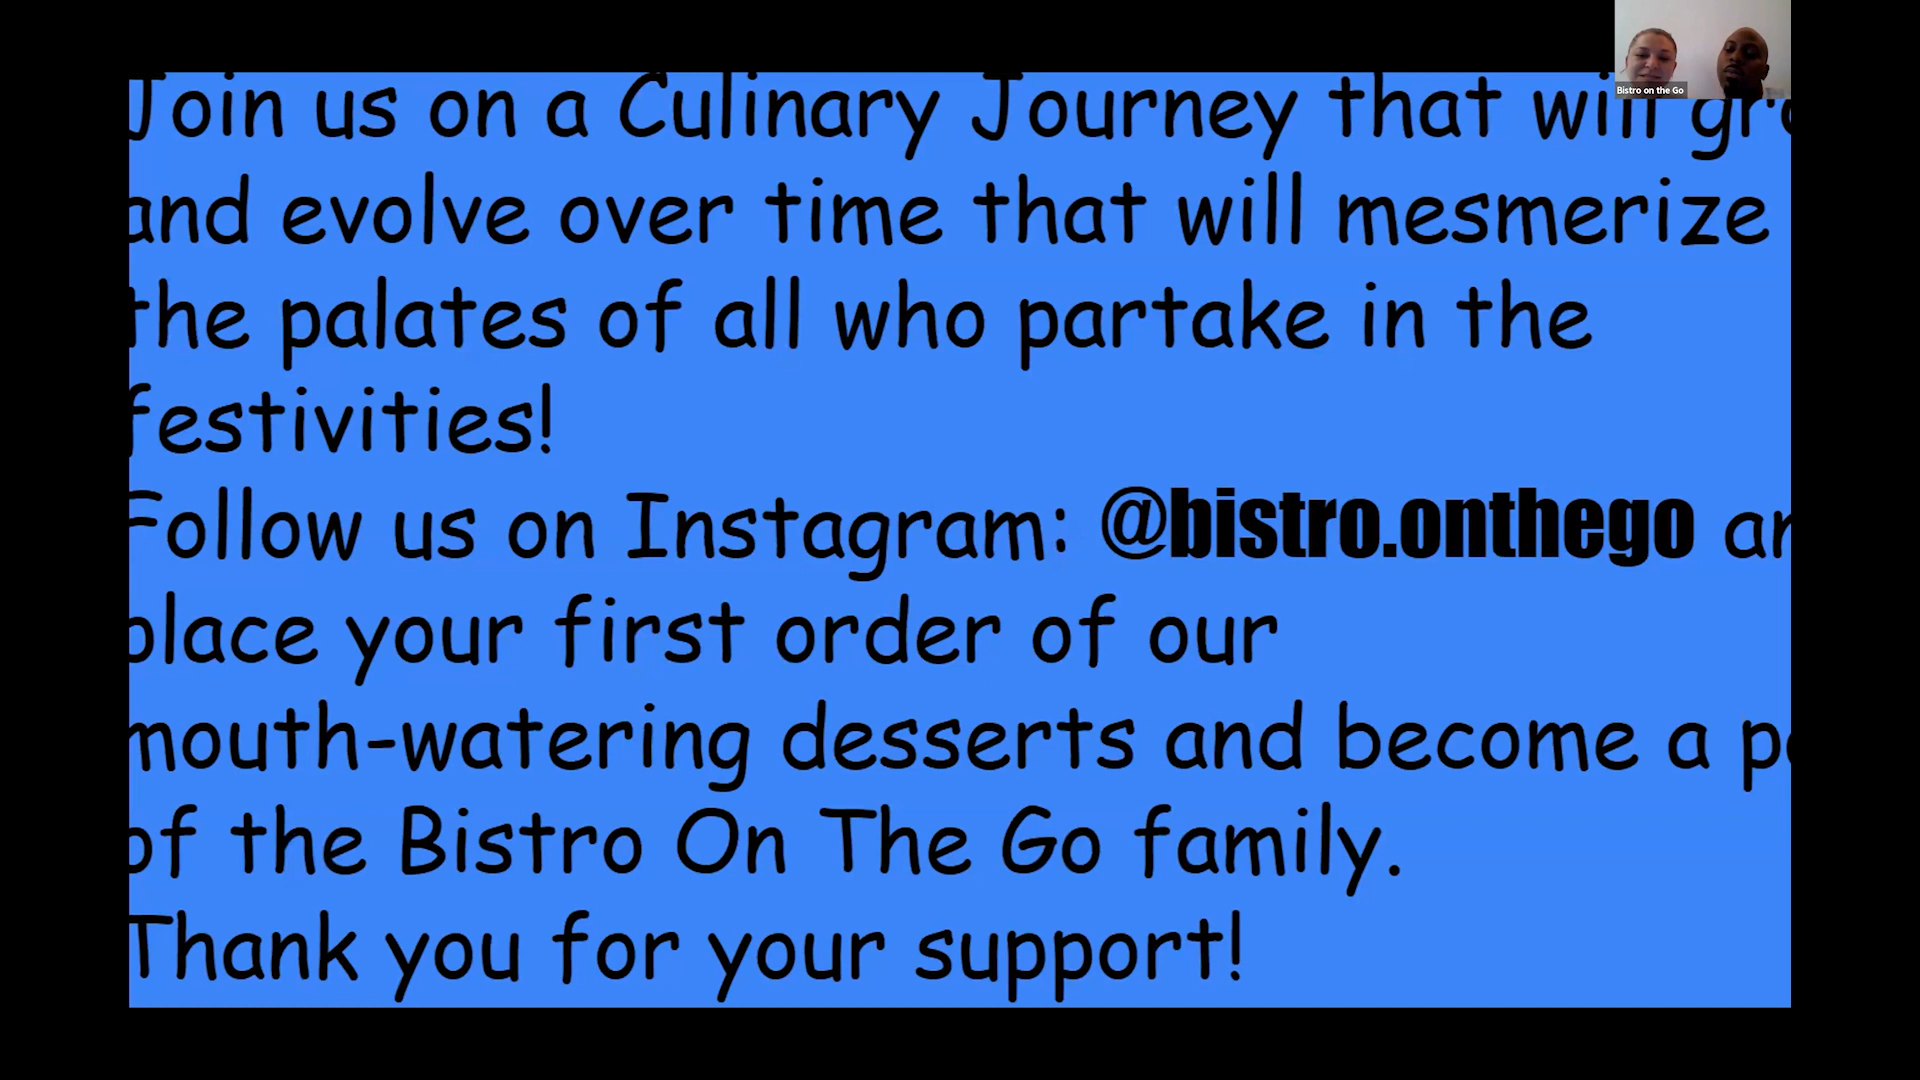 Join us on a Culinary Journey that will
and evolve over time that will mesmerize
the palates of all who partake in the
festivities!
Follow us on Instagram: @bistro.onthego
place your first order of our
mouth-watering desserts and become a
of the Bistro On The Go family.
Thank you for your support!
Bistro on the Go